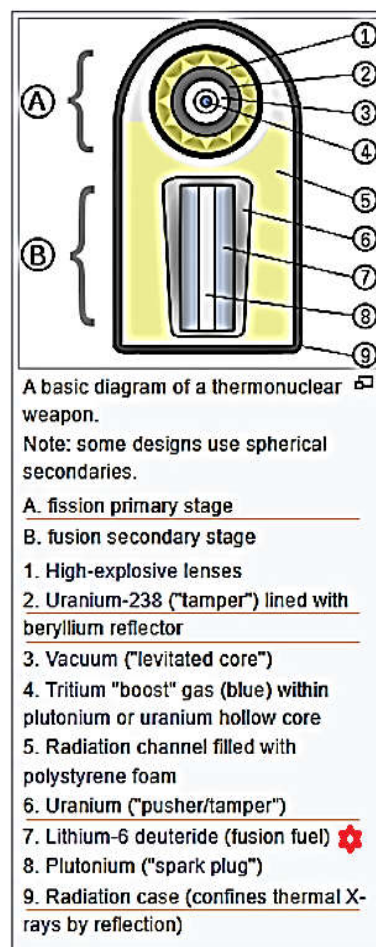 1
2
A
3
4
5
B
6
7
8
9
A basic diagram of a thermonuclear
weapon.
Note: some designs use spherical
secondaries.
A. fission primary stage
B. fusion secondary stage
1. High-explosive lenses
2. Uranium-238 ("tamper") lined with
beryllium reflector
3. Vacuum ("levitated core")
4. Tritium "boost" gas (blue) within
plutonium or uranium hollow core
5. Radiation channel filled with
polystyrene foam
6. Uranium ("pusher/tamper")
7. Lithium-6 deuteride (fusion fuel)
8. Plutonium ("spark plug")
9. Radiation case (confines thermal X-
rays by reflection)